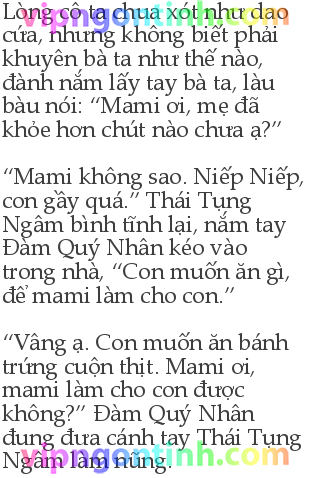 Lòng cô ta chua xót như dao
cứa, nhưng không biết phải
khuyên bà ta như thế nào,
đành nắm lấy tay bà ta, làu
bàu nói: “Mami ơi, mẹ đã
khỏe hơn chút nào chưa ạ?”
“Mami không sao. Niếp Niếp,
con gầy quá.” Thái Tụng
Ngâm bình tĩnh lại, nắm tay
Đàm Quý Nhân kéo vào
trong nhà, “Con muốn ăn gì,
để mami làm cho con.”
“Vâng ạ. Con muốn ăn bánh
trứng cuộn thịt. Mami ơi,
mami làm cho con được
không?” Đàm Quý Nhân
đung đưa cánh tay Thái Tụng
Ngâm làm nũng.
vipngontinh.com
vipngontinh.com